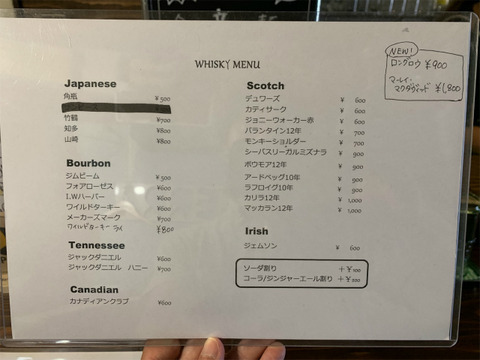 WHISKY MENU
NEW!
ロングロウ ¥900
マーレイ・
マクダヴィッド ¥1,800
Japanese
角瓶 ¥500
竹鶴 ¥700
知多 ¥800
山崎 ¥800
Bourbon
ジムビーム ¥500
フォアローゼス ¥600
I.Wハーパー ¥600
ワイルドターキー ¥600
メーカーズマーク ¥700
ワイルドターキー ライ ¥800
Tennessee
ジャックダニエル ¥600
ジャックダニエル ハニー ¥700
Canadian
カナディアンクラブ ¥600
Scotch
デュワーズ ¥ 600
カティサーク ¥ 600
ジョニーウォーカー赤 ¥ 600
バランタイン12年 ¥ 700
モンキーショルダー ¥ 700
シーバスリーガルミズナラ ¥ 700
ボウモア12年 ¥ 900
アードベッグ10年 ¥ 900
ラフロイグ10年 ¥ 900
カリラ12年 ¥ 1,000
マッカラン12年 ¥ 1,000
Irish
ジェムソン ¥ 600
ソーダ割り +¥100
コーラ/ジンジャーエール割り +¥100